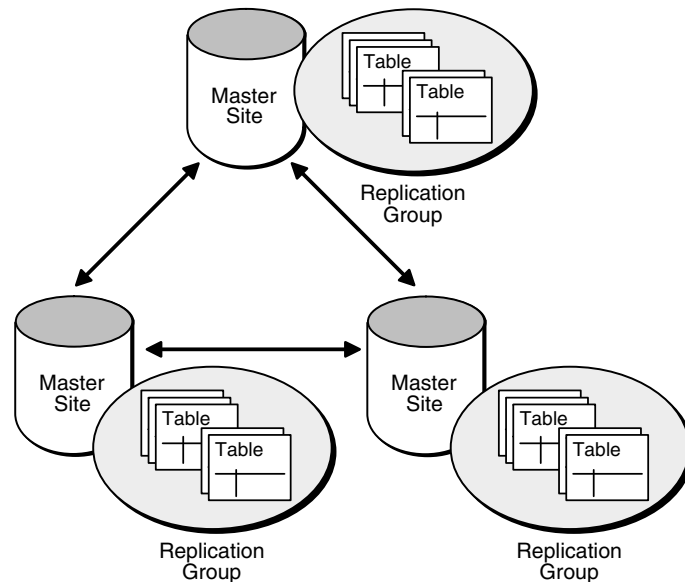 Table
Table
Master
Site
Replication
Group
Master
Site
Table
Table
Replication
Group
Master
Site
Table
Table
Replication
Group